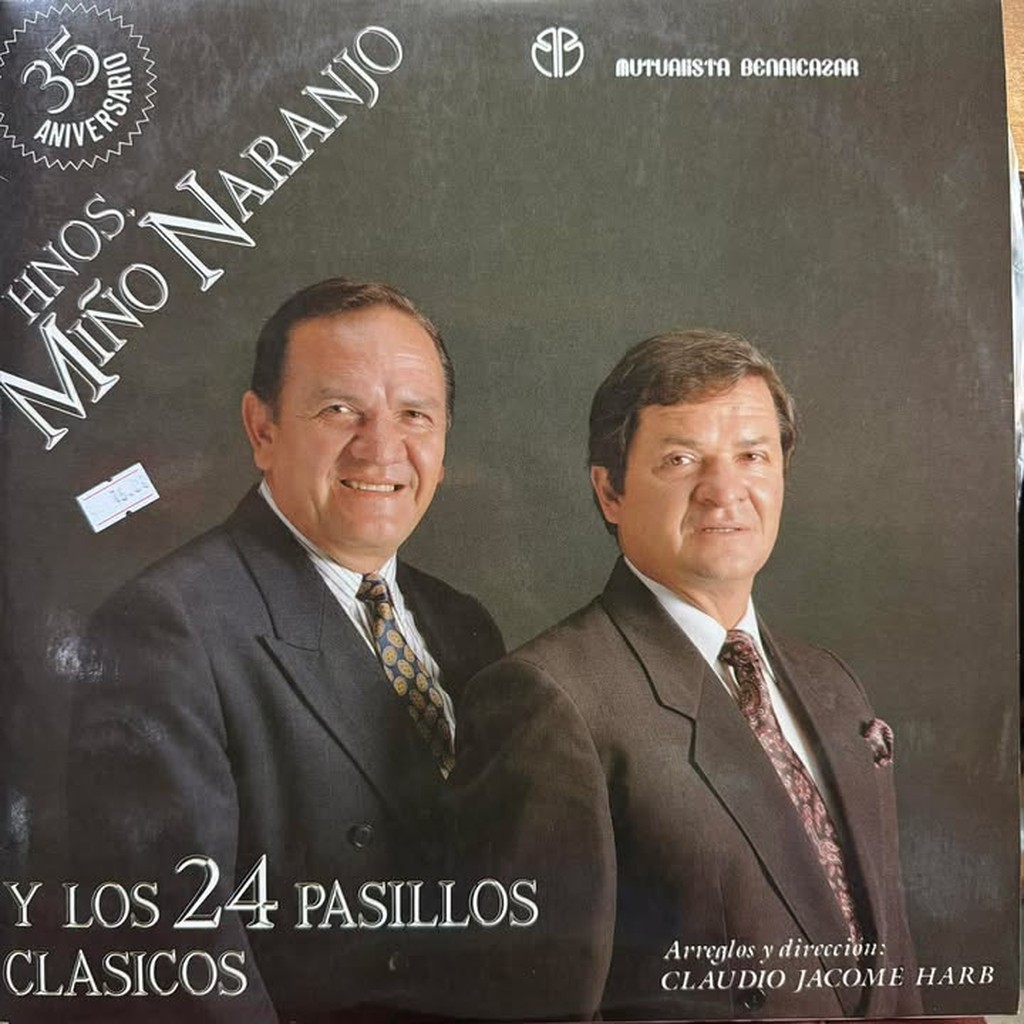 35
ANIVERSARIO
MUTUALISTA BENALCAZAR
HNOS.
MIÑO NARANJO
Y LOS 24 PASILLOS
CLASICOS
Arreglos y dirección:
CLAUDIO JACOME HARB